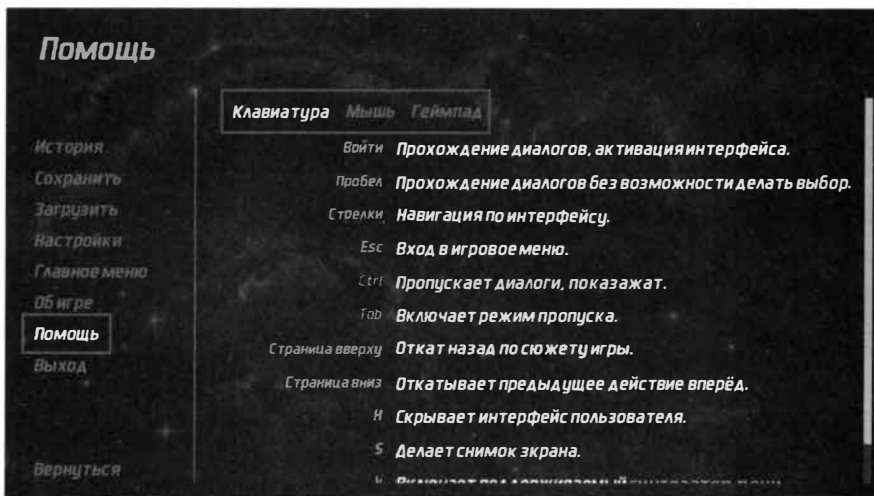 Помощь
Клавиатура Мышь Геймпад
История
Сохранить
Загрузить
Настройки
Главное меню
Об игре
Помощь
Выход
Вернуться
Войти Прохождение диалогов, активация интерфейса.
Пробел Прохождение диалогов без возможности делать выбор.
Стрелки Навигация по интерфейсу.
Esc Вход в игровое меню.
Ctrl Пропускает диалоги, пока зажат.
Tab Включает режим пропуска.
Страница вверху Откат назад по сюжету игры.
Страница вниз Откатывает предыдущее действие вперёд.
H Скрывает интерфейс пользователя.
S Делает снимок экрана.